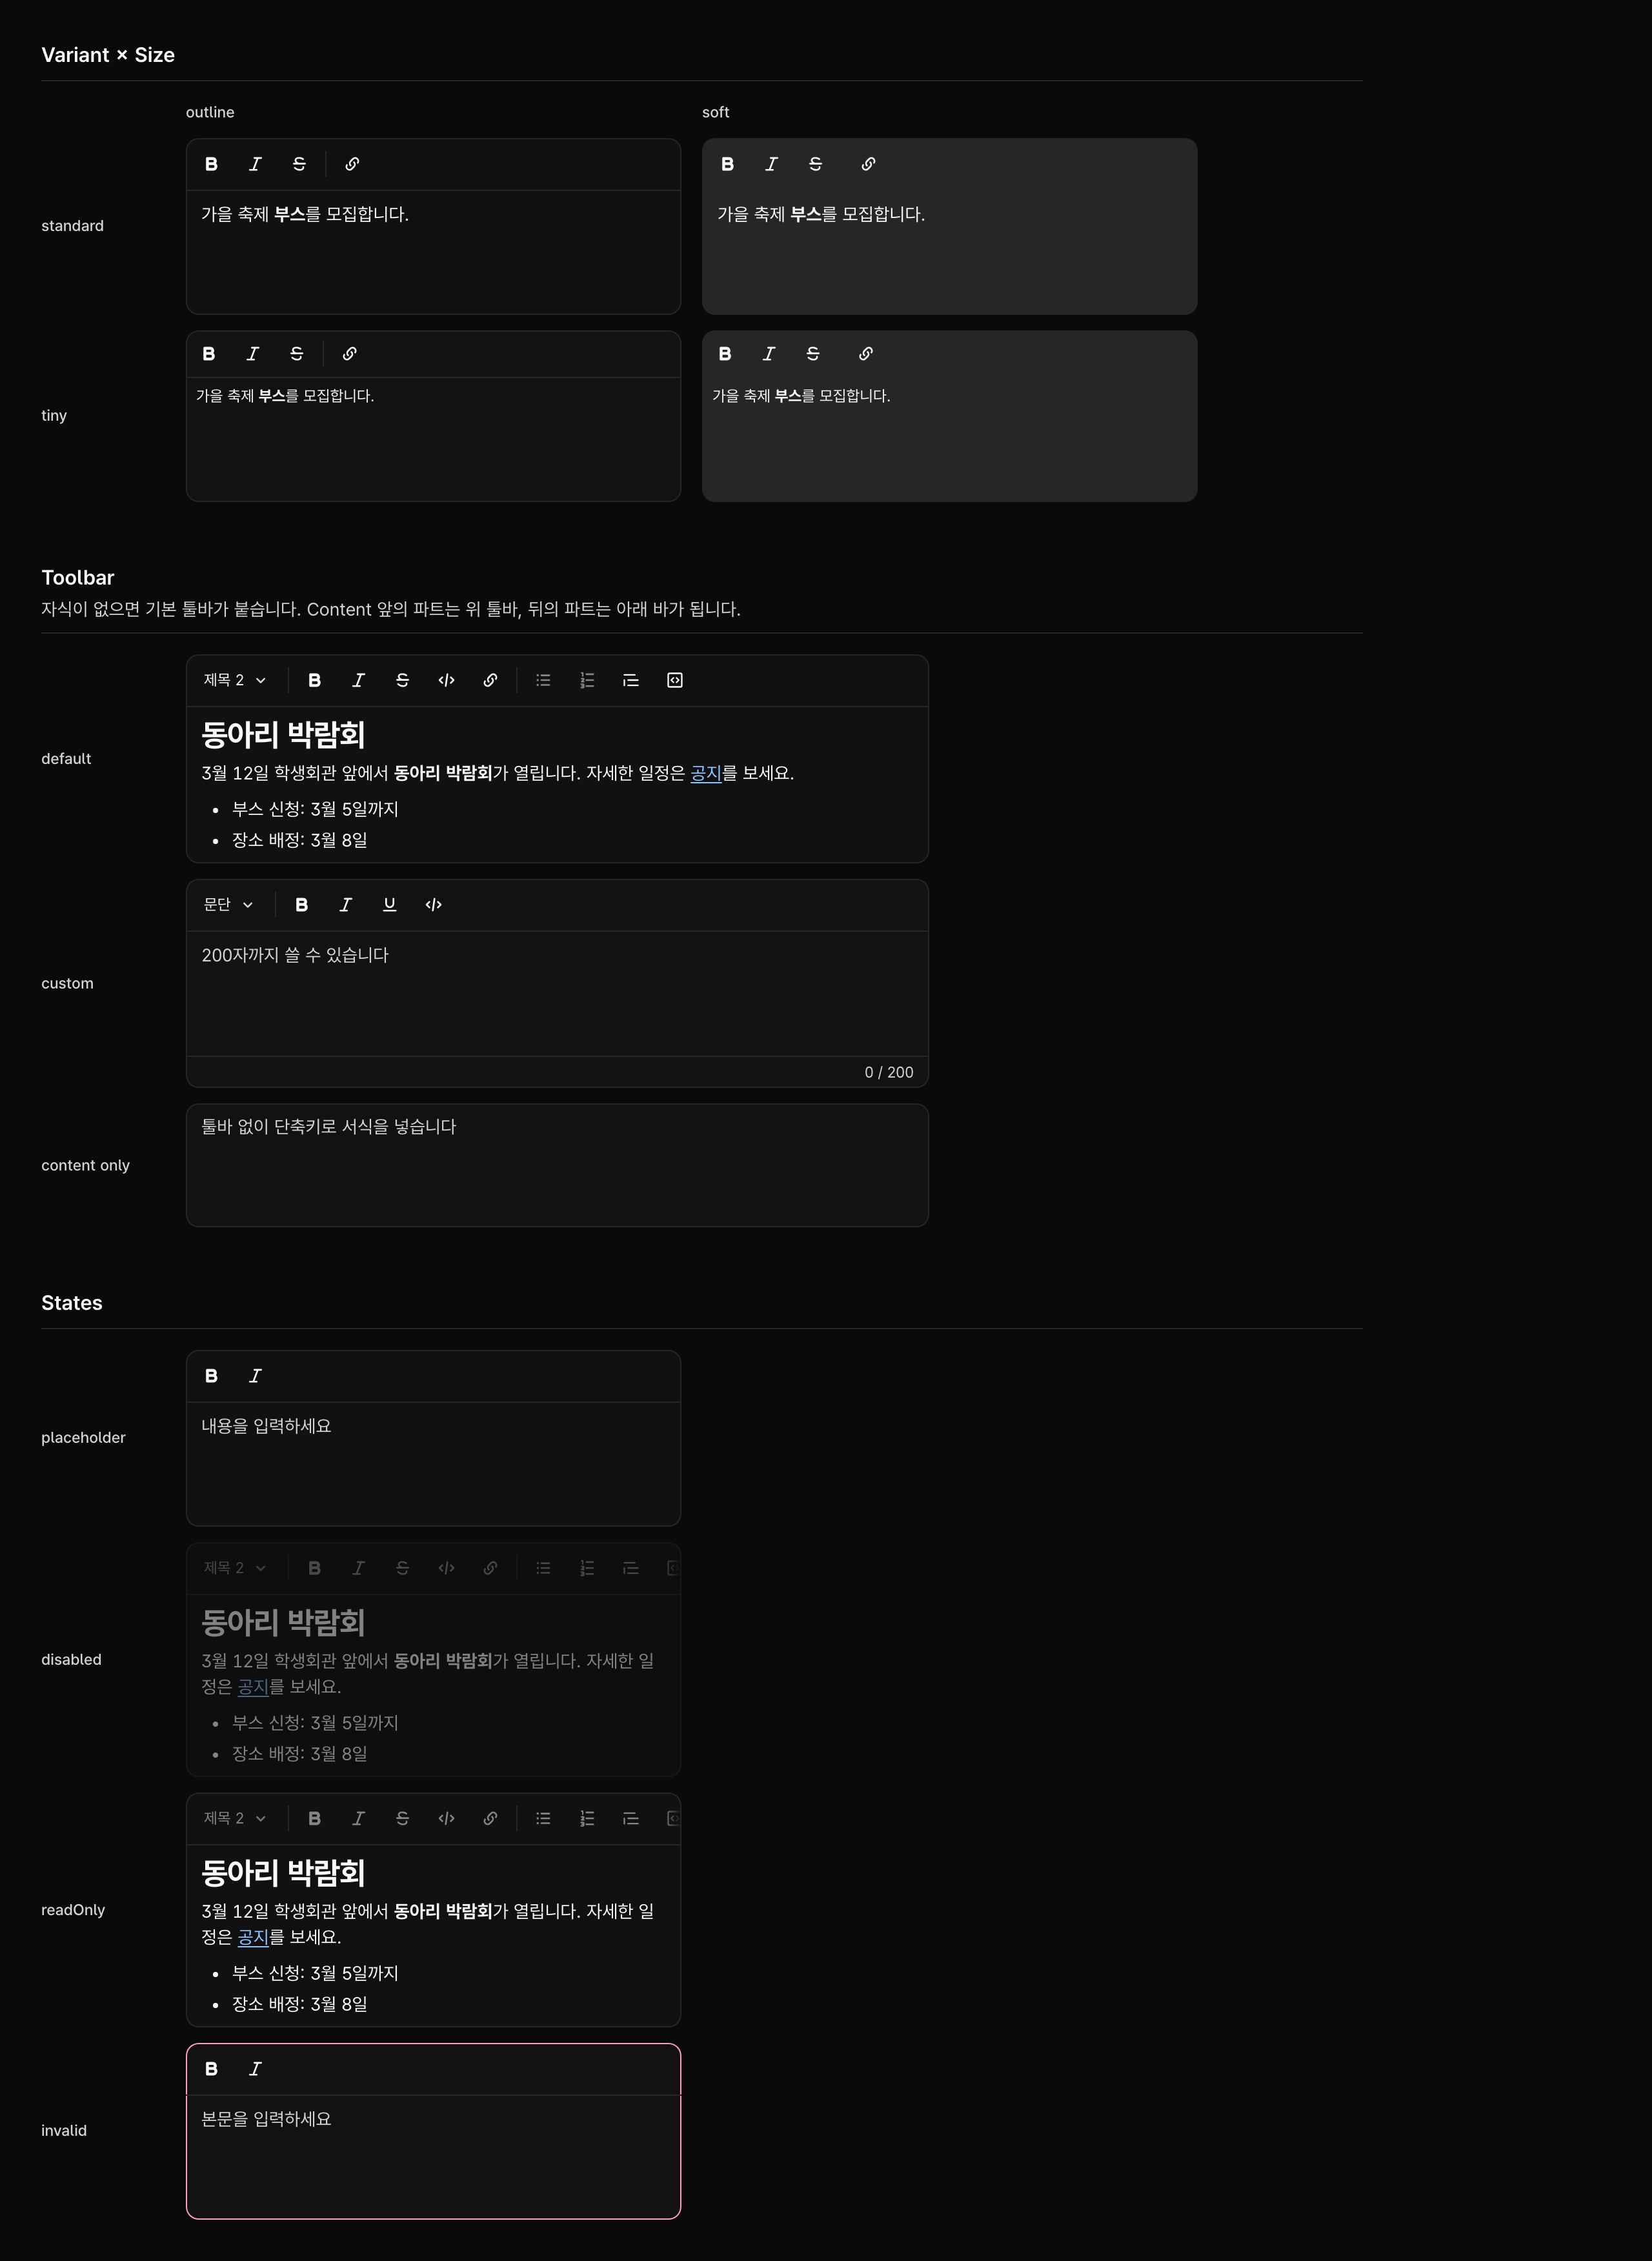 Variant × Size
outline
soft
standard
가을 축제 부스를 모집합니다.
가을 축제 부스를 모집합니다.
tiny
가을 축제 부스를 모집합니다.
가을 축제 부스를 모집합니다.
Toolbar
자식이 없으면 기본 툴바가 붙습니다. Content 앞의 파트는 위 툴바, 뒤의 파트는 아래 바가 됩니다.
default
제목 2
동아리 박람회
3월 12일 학생회관 앞에서 동아리 박람회가 열립니다. 자세한 일정은 공지를 보세요.
• 부스 신청: 3월 5일까지
• 장소 배정: 3월 8일
custom
문단
200자까지 쓸 수 있습니다
0 / 200
content only
툴바 없이 단축키로 서식을 넣습니다
States
placeholder
내용을 입력하세요
disabled
제목 2
동아리 박람회
3월 12일 학생회관 앞에서 동아리 박람회가 열립니다. 자세한 일
정은 공지를 보세요.
• 부스 신청: 3월 5일까지
• 장소 배정: 3월 8일
readOnly
제목 2
동아리 박람회
3월 12일 학생회관 앞에서 동아리 박람회가 열립니다. 자세한 일
정은 공지를 보세요.
• 부스 신청: 3월 5일까지
• 장소 배정: 3월 8일
invalid
본문을 입력하세요